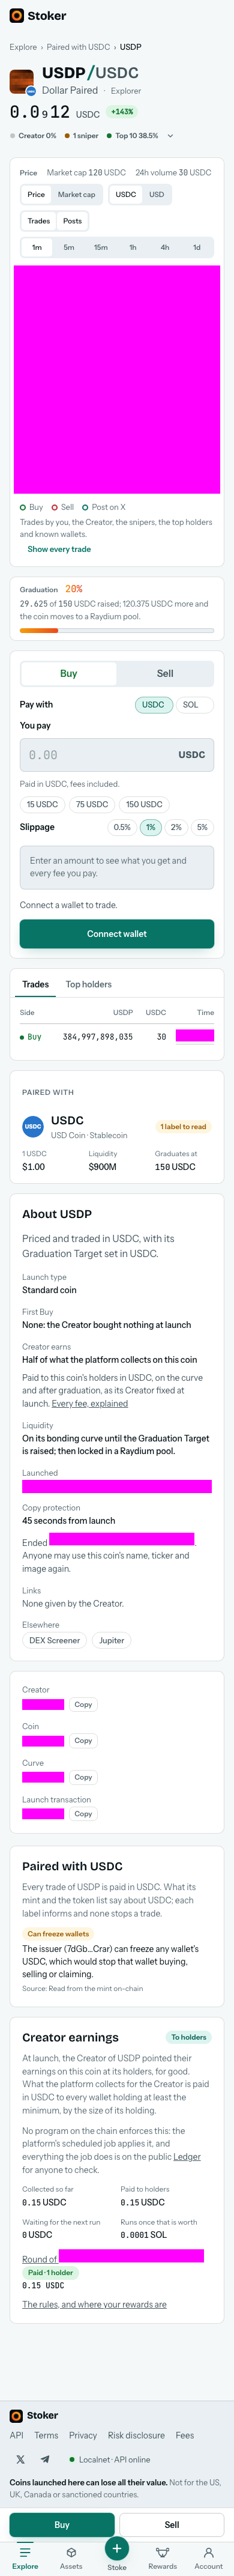 Stoker
Explore › Paired with USDC › USDP
USDP/USDC
Dollar Paired · Explorer
0.0₉12 USDC +143%
Creator 0% 1 sniper Top 10 38.5%
Price Market cap 120 USDC 24h volume 30 USDC
Price Market cap USDC USD
Trades Posts
1m 5m 15m 1h 4h 1d
Buy Sell Post on X
Trades by you, the Creator, the snipers, the top holders
and known wallets.
Show every trade
Graduation 20%
29.625 of 150 USDC raised; 120.375 USDC more and
the coin moves to a Raydium pool.
Buy Sell
Pay with USDC SOL
You pay
0.00 USDC
Paid in USDC, fees included.
15 USDC 75 USDC 150 USDC
Slippage 0.5% 1% 2% 5%
Enter an amount to see what you get and
every fee you pay.
Connect a wallet to trade.
Connect wallet
Trades Top holders
Side USDP USDC Time
Buy 384,997,898,035 30
PAIRED WITH
USDC
USDC
USD Coin · Stablecoin
1 label to read
1 USDC Liquidity Graduates at
$1.00 $900M 150 USDC
About USDP
Priced and traded in USDC, with its
Graduation Target set in USDC.
Launch type
Standard coin
First Buy
None: the Creator bought nothing at launch
Creator earns
Half of what the platform collects on this coin
Paid to this coin's holders in USDC, on the curve
and after graduation, as its Creator fixed at
launch. Every fee, explained
Liquidity
On its bonding curve until the Graduation Target
is raised; then locked in a Raydium pool.
Launched
Copy protection
45 seconds from launch
Ended .
Anyone may use this coin's name, ticker and
image again.
Links
None given by the Creator.
Elsewhere
DEX Screener Jupiter
Creator
Copy
Coin
Copy
Curve
Copy
Launch transaction
Copy
Paired with USDC
Every trade of USDP is paid in USDC. What its
mint and the token list say about USDC; each
label informs and none stops a trade.
Can freeze wallets
The issuer (7dGb...Crar) can freeze any wallet's
USDC, which would stop that wallet buying,
selling or claiming.
Source: Read from the mint on-chain
Creator earnings To holders
At launch, the Creator of USDP pointed their
earnings on this coin at its holders, for good.
What the platform collects for the Creator is paid
in USDC to every wallet holding at least the
minimum, by the size of its holding.
No program on the chain enforces this: the
platform's scheduled job applies it, and
everything the job does is on the public Ledger
for anyone to check.
Collected so far Paid to holders
0.15 USDC 0.15 USDC
Waiting for the next run Runs once that is worth
0 USDC 0.0001 SOL
Round of
Paid · 1 holder
0.15 USDC
The rules, and where your rewards are
Stoker
API Terms Privacy Risk disclosure Fees
Localnet · API online
Coins launched here can lose all their value. Not for the US,
UK, Canada or sanctioned countries.
Buy Sell
Explore Assets Stoke Rewards Account